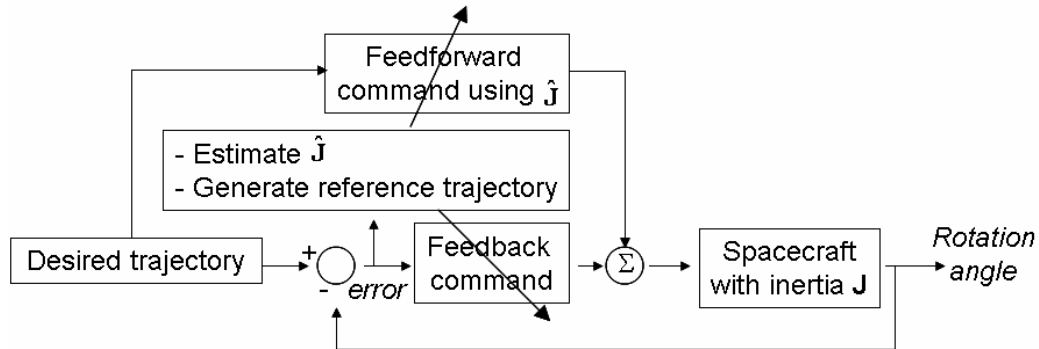 Feedforward
command using Ĵ
- Estimate Ĵ
- Generate reference trajectory
Desired trajectory
+
-
error
Feedback
command
Σ
Spacecraft
with inertia J
Rotation
angle